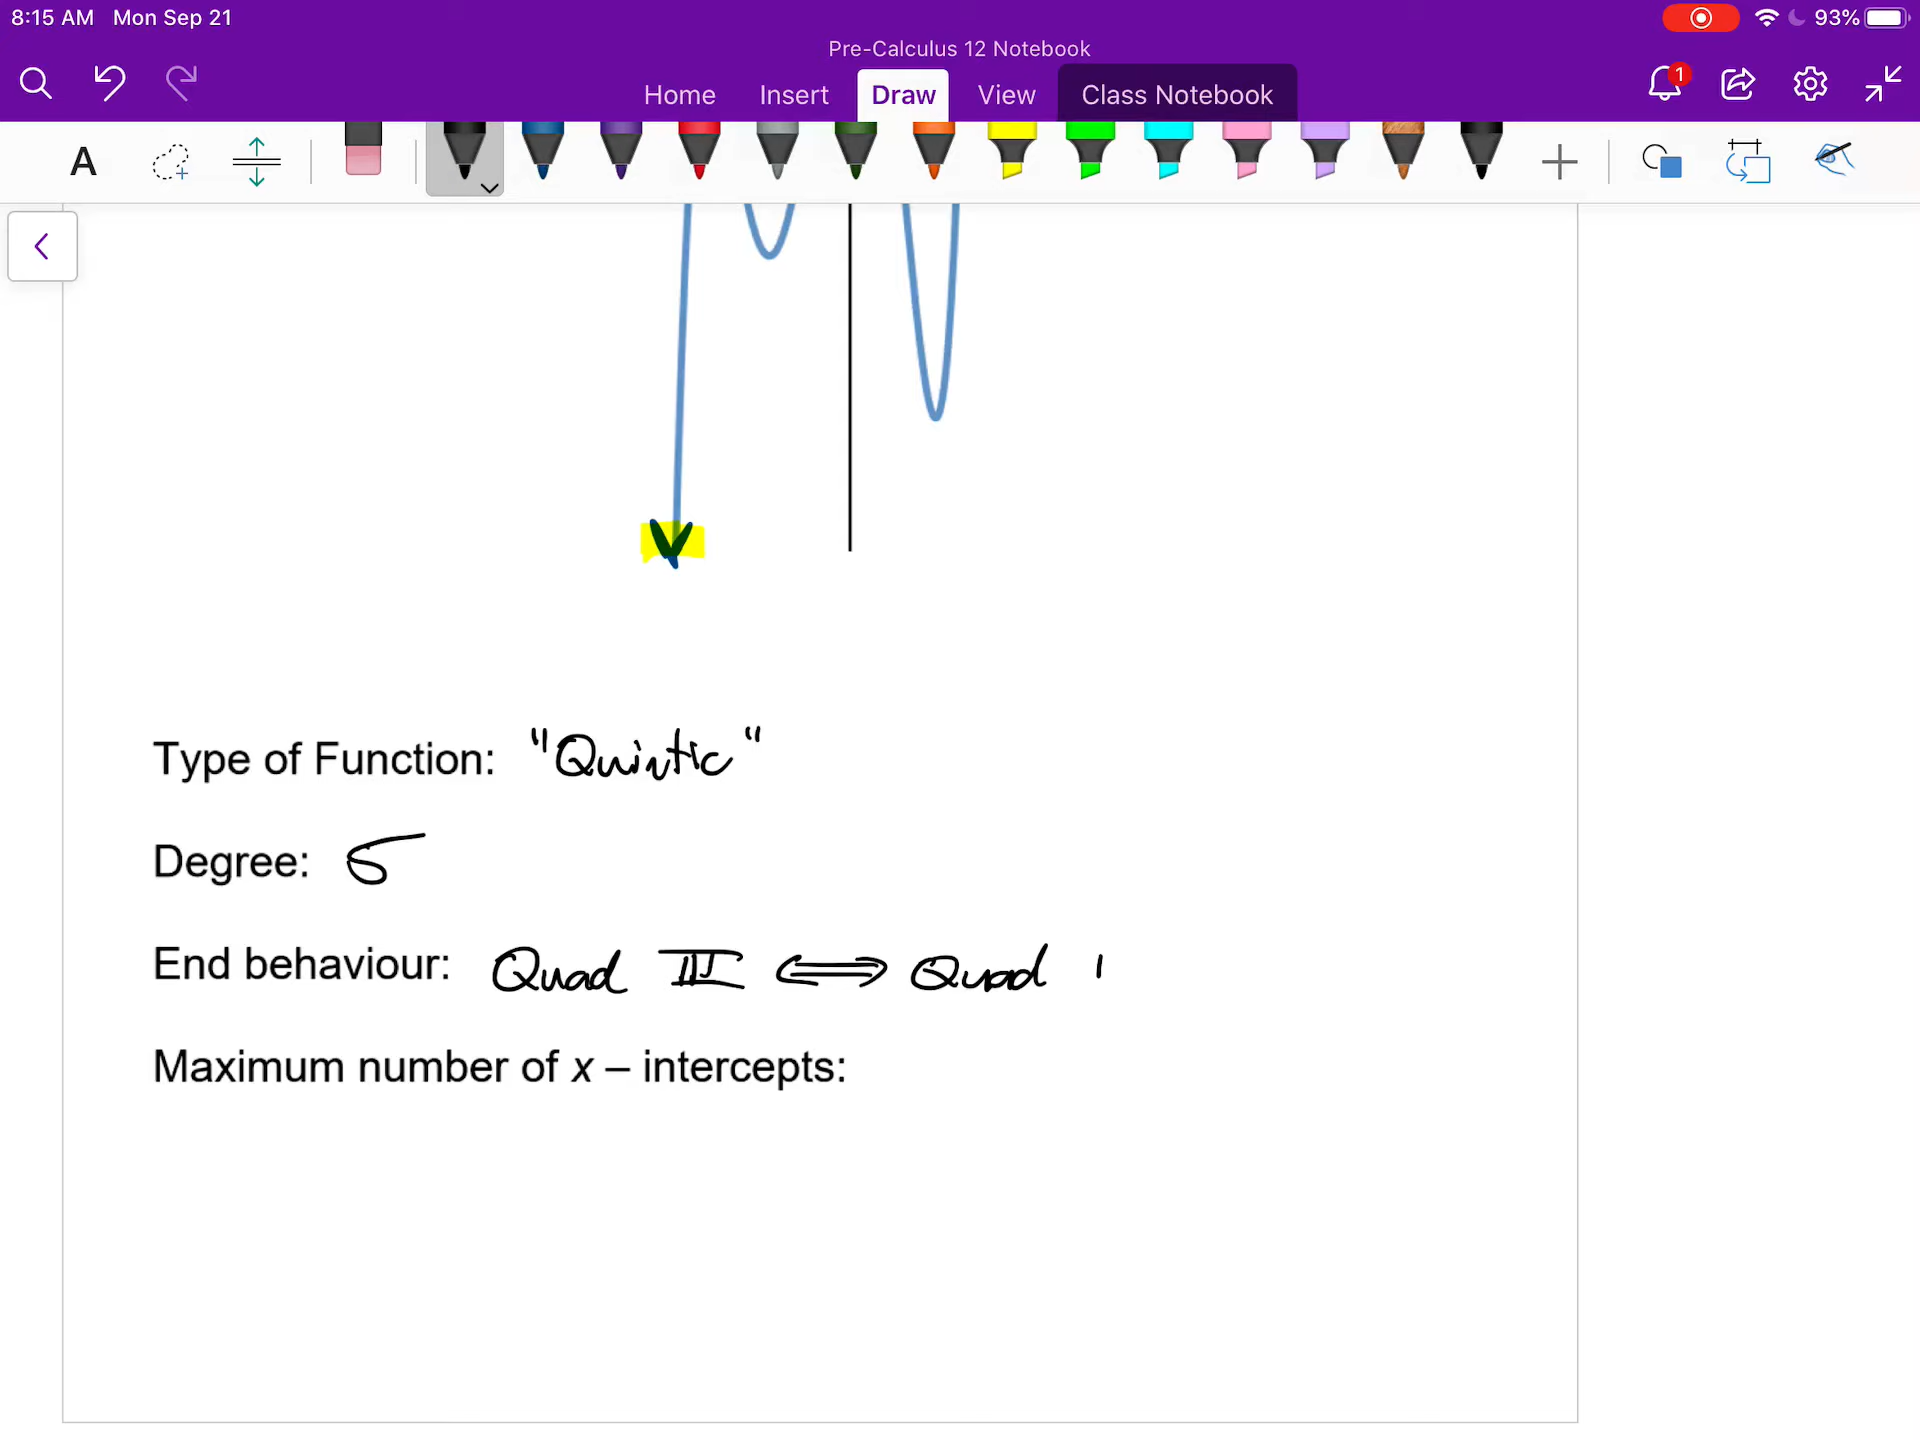 8:15 AM Mon Sep 21
93%
Pre-Calculus 12 Notebook
1
Home Insert Draw View Class Notebook
A
Type of Function: "Quintic"
Degree: 5
End behaviour: Quad III ⟺ Quad I
Maximum number of x – intercepts: